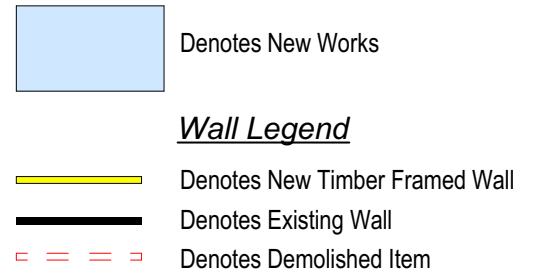 Denotes New Works
Wall Legend
Denotes New Timber Framed Wall
Denotes Existing Wall
Denotes Demolished Item